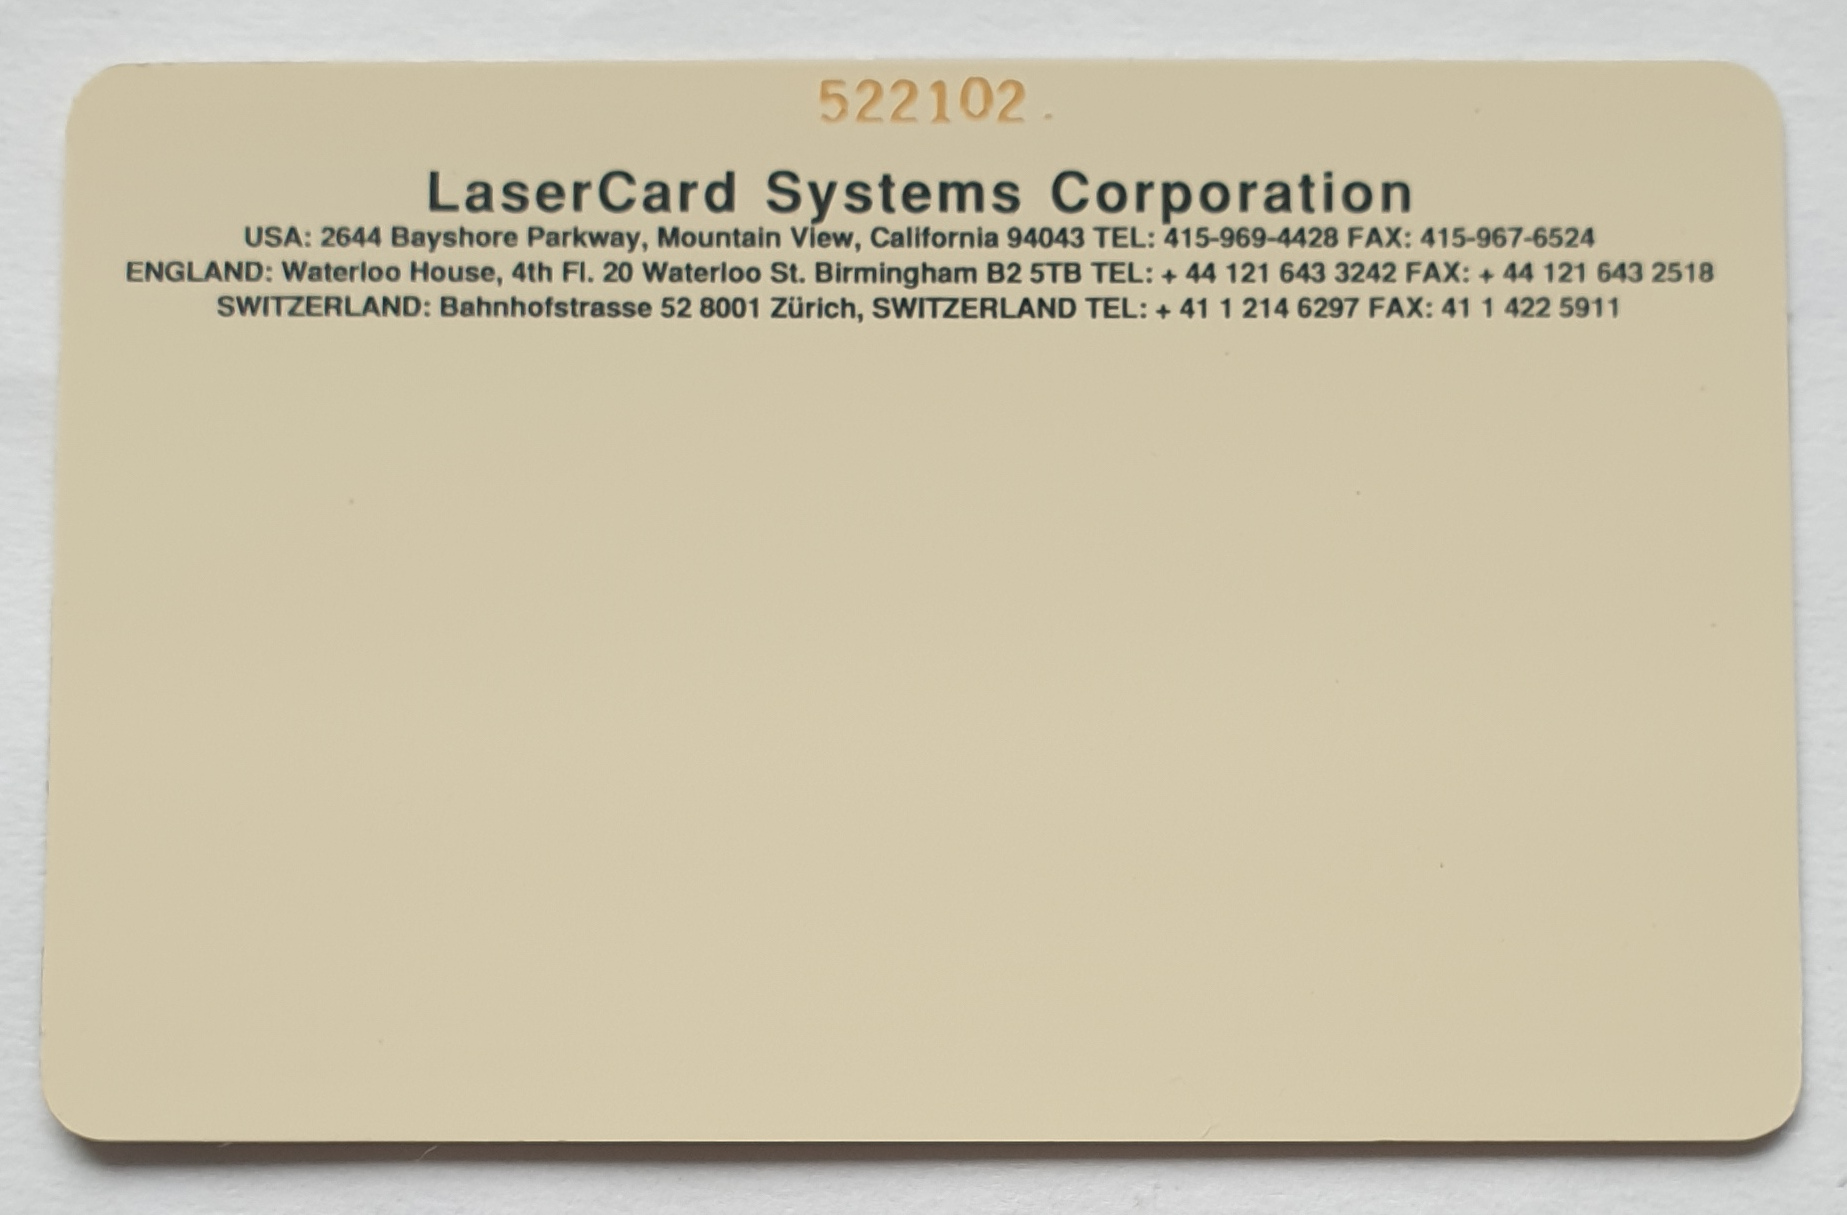 522102.
LaserCard Systems Corporation
USA: 2644 Bayshore Parkway, Mountain View, California 94043 TEL: 415-969-4428 FAX: 415-967-6524
ENGLAND: Waterloo House, 4th Fl. 20 Waterloo St. Birmingham B2 5TB TEL: + 44 121 643 3242 FAX: + 44 121 643 2518
SWITZERLAND: Bahnhofstrasse 52 8001 Zürich, SWITZERLAND TEL: + 41 1 214 6297 FAX: 41 1 422 5911